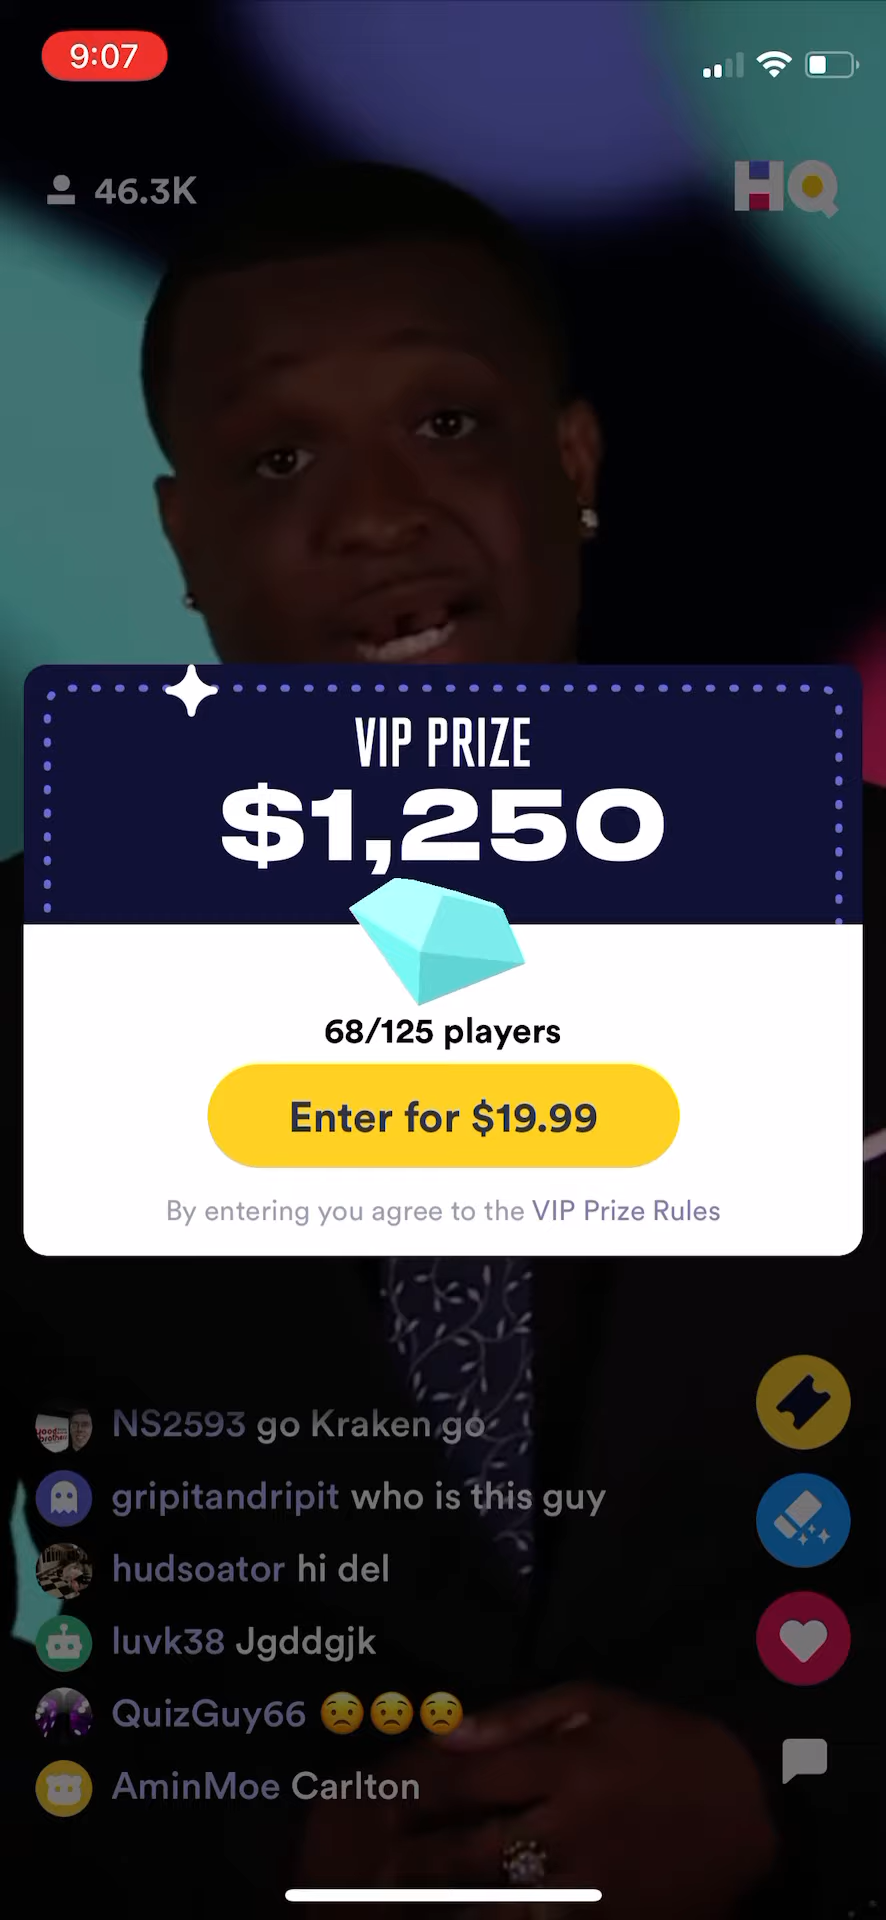 9:07
46.3K
HQ
VIP PRIZE
$1,250
68/125 players
Enter for $19.99
By entering you agree to the VIP Prize Rules
NS2593 go Kraken go
gripitandripit who is this guy
hudsoator hi del
luvk38 Jgddgjk
QuizGuy66 😟😟😟
AminMoe Carlton